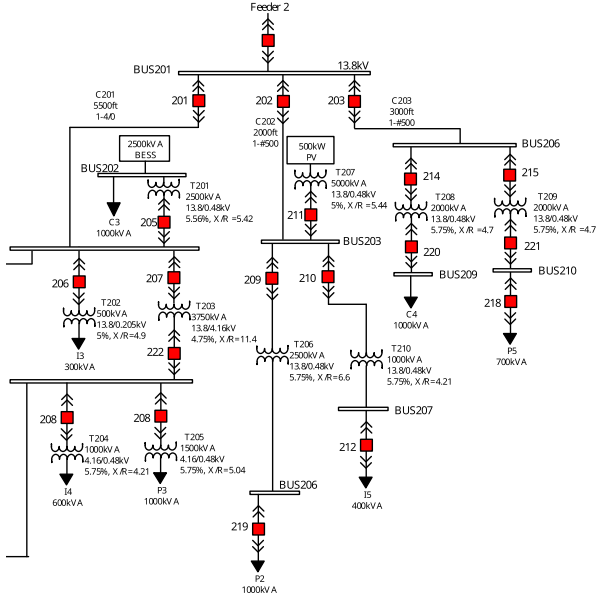 Feeder 2
BUS201
13.8kV
201
202
203
C201
5500ft
1-4/0
C202
2000ft
1-#500
C203
3000ft
1-#500
2500kVA
BESS
BUS202
500kW
PV
BUS206
T201
2500kVA
13.8/0.48kV
5.56%, X/R=5.42
T207
5000kVA
13.8/0.48kV
5%, X/R=5.44
214
215
T208
2000kVA
13.8/0.48kV
5.75%, X/R=4.7
T209
2000kVA
13.8/0.48kV
5.75%, X/R=4.7
C3
1000kVA
205
211
220
221
BUS203
BUS209
BUS210
206
207
209
210
218
T202
500kVA
13.8/0.205kV
5%, X/R=4.9
T203
3750kVA
13.8/4.16kV
4.75%, X/R=11.4
C4
1000kVA
I3
300kVA
222
T206
2500kVA
13.8/0.48kV
5.75%, X/R=6.6
T210
1000kVA
13.8/0.48kV
5.75%, X/R=4.21
P5
700kVA
208
208
BUS207
T204
1000kVA
4.16/0.48kV
5.75%, X/R=4.21
T205
1500kVA
4.16/0.48kV
5.75%, X/R=5.04
212
I4
600kVA
P3
1000kVA
BUS206
I5
400kVA
219
P2
1000kVA